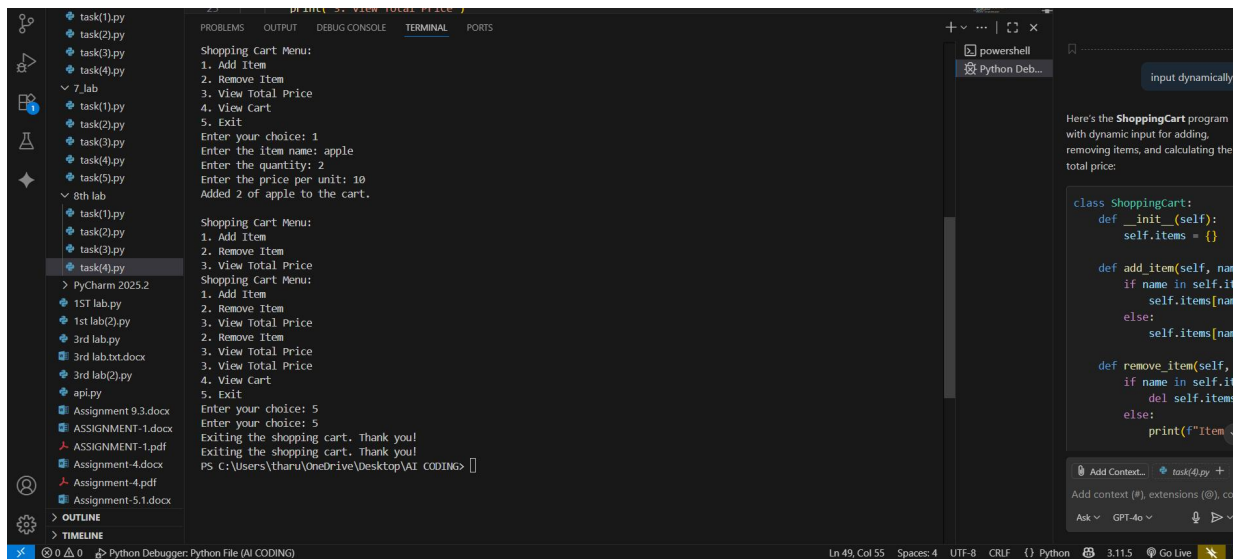 print("3. View Total Price")
PROBLEMS OUTPUT DEBUG CONSOLE TERMINAL PORTS
task(1).py
task(2).py
task(3).py
task(4).py
7_lab
task(1).py
task(2).py
task(3).py
task(4).py
task(5).py
8th lab
task(1).py
task(2).py
task(3).py
task(4).py
PyCharm 2025.2
1ST lab.py
1st lab(2).py
3rd lab.py
3rd lab.txt.docx
3rd lab(2).py
api.py
Assignment 9.3.docx
ASSIGNMENT-1.docx
ASSIGNMENT-1.pdf
Assignment-4.docx
Assignment-4.pdf
Assignment-5.1.docx
OUTLINE
TIMELINE
Shopping Cart Menu:
1. Add Item
2. Remove Item
3. View Total Price
4. View Cart
5. Exit
Enter your choice: 1
Enter the item name: apple
Enter the quantity: 2
Enter the price per unit: 10
Added 2 of apple to the cart.
Shopping Cart Menu:
1. Add Item
2. Remove Item
3. View Total Price
Shopping Cart Menu:
1. Add Item
2. Remove Item
3. View Total Price
2. Remove Item
3. View Total Price
3. View Total Price
4. View Cart
5. Exit
Enter your choice: 5
Enter your choice: 5
Exiting the shopping cart. Thank you!
Exiting the shopping cart. Thank you!
PS C:\Users\tharu\OneDrive\Desktop\AI CODING>
powershell
Python Deb...
input dynamically
Here's the ShoppingCart program
with dynamic input for adding,
removing items, and calculating the
total price:
class ShoppingCart:
def __init__(self):
self.items = {}
def add_item(self, nam
if name in self.it
self.items[nam
else:
self.items[nam
def remove_item(self,
if name in self.it
del self.items
else:
print(f"Item
Add Context... task(4).py +
Add context (#), extensions (@), co
Ask GPT-4o
0 0 Python Debugger: Python File (AI CODING) Ln 49, Col 55 Spaces: 4 UTF-8 CRLF {} Python 3.11.5 Go Live